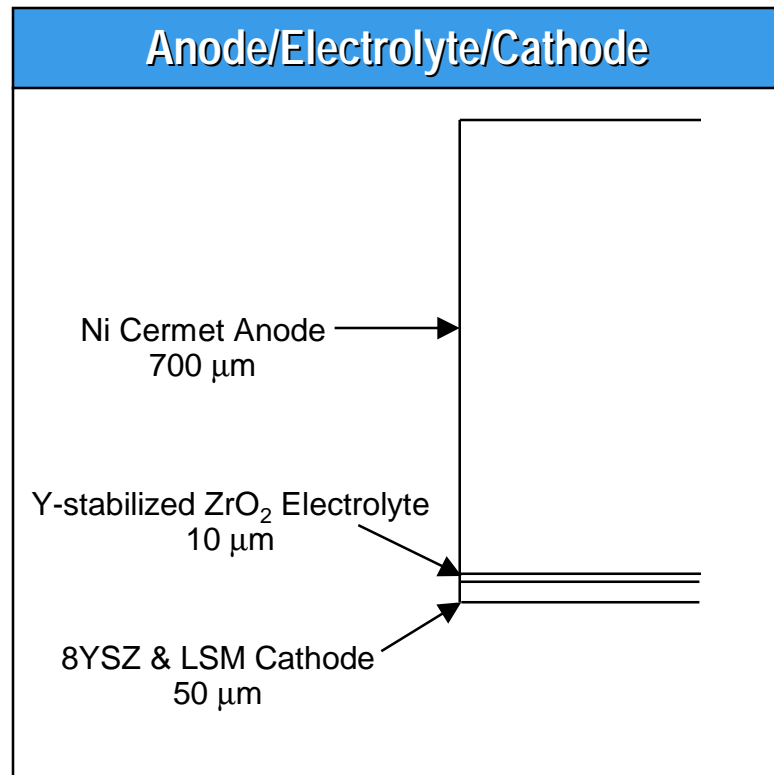 Anode/Electrolyte/Cathode
Ni Cermet Anode
700 μm
Y-stabilized ZrO₂ Electrolyte
10 μm
8YSZ & LSM Cathode
50 μm